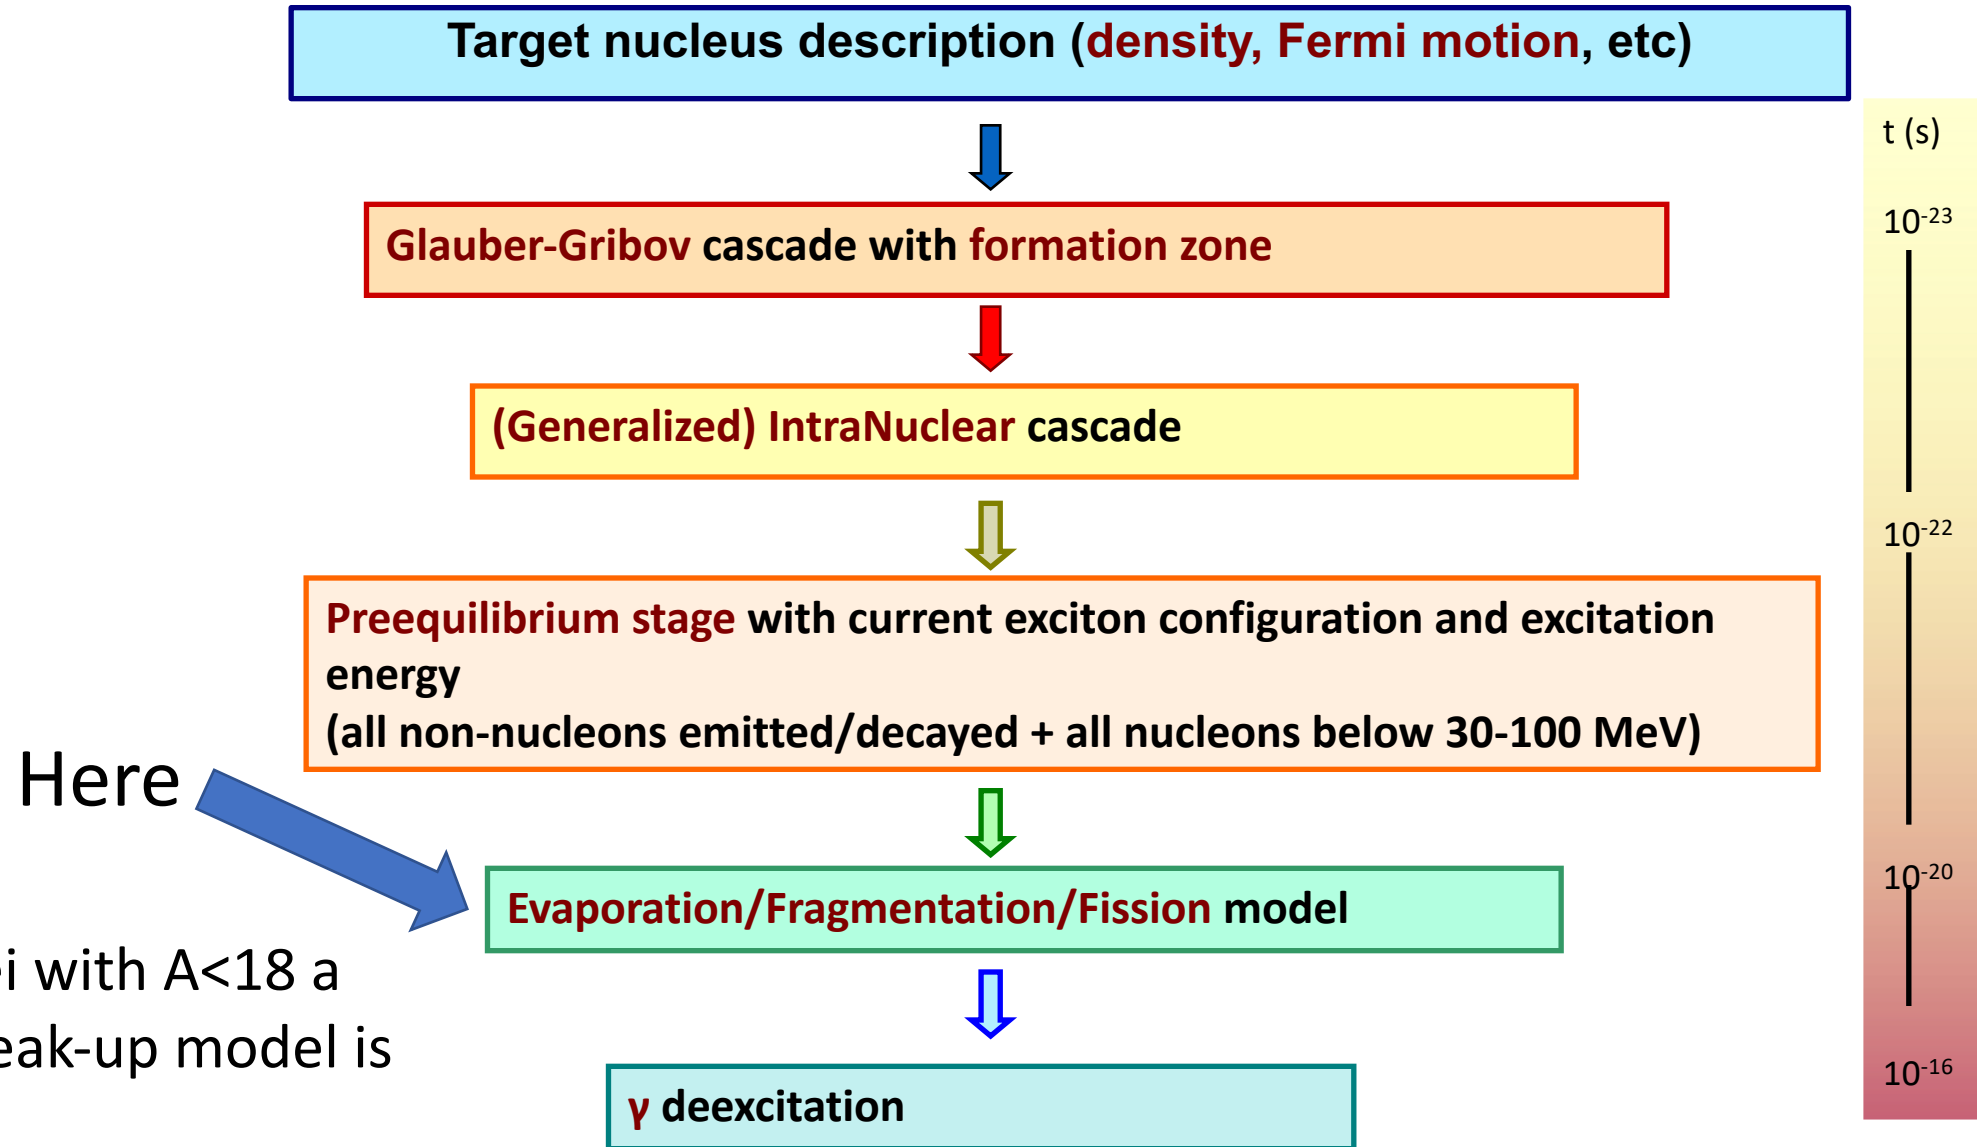 Target nucleus description (density, Fermi motion, etc)
t (s)
10⁻²³
Glauber-Gribov cascade with formation zone
(Generalized) IntraNuclear cascade
10⁻²²
Preequilibrium stage with current exciton configuration and excitation
energy
(all non-nucleons emitted/decayed + all nucleons below 30-100 MeV)
Here
10⁻²⁰
Evaporation/Fragmentation/Fission model
ei with A<18 a
eak-up model is
10⁻¹⁶
γ deexcitation